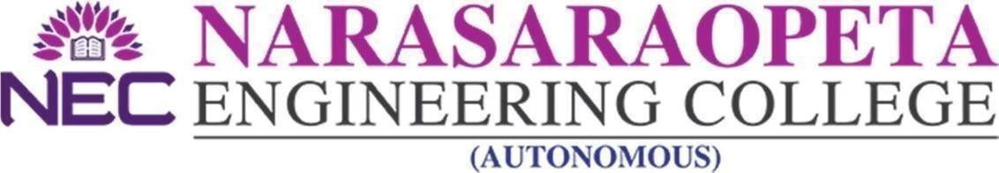 NEC
NARASARAOPETA
ENGINEERING COLLEGE
(AUTONOMOUS)